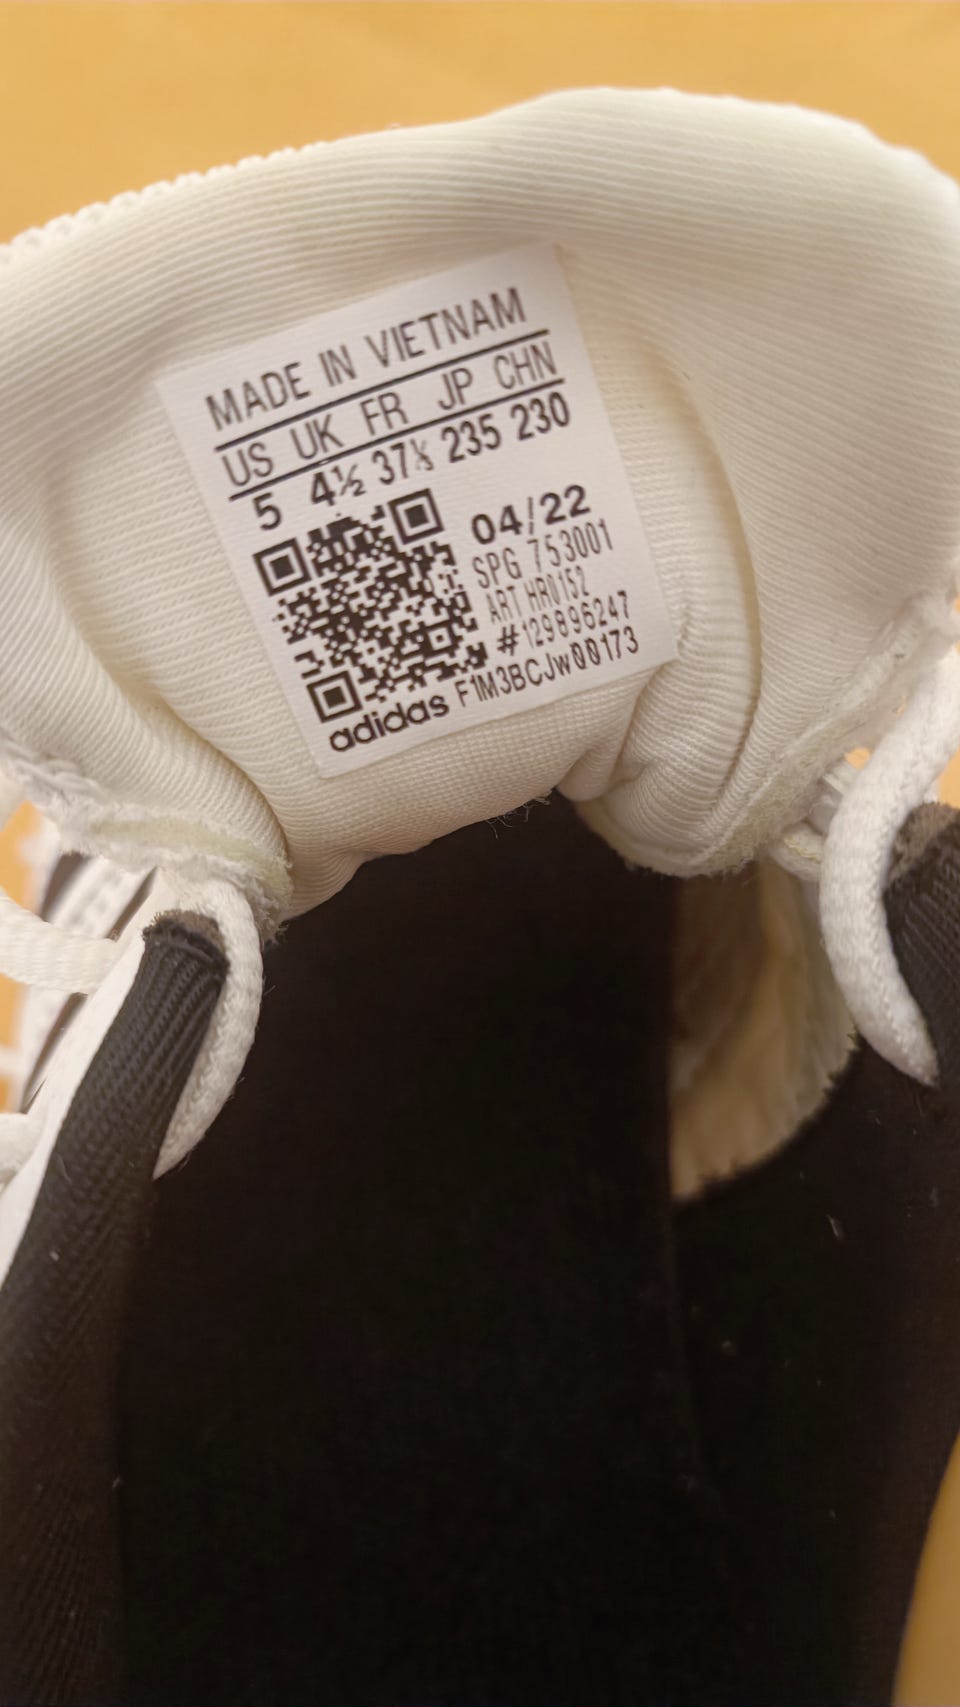 MADE IN VIETNAM
US UK FR JP CHN
5 4½ 37⅓ 235 230
04/22
SPG 753001
ART HR0152
#129896247
adidas F1M3BCJw00173